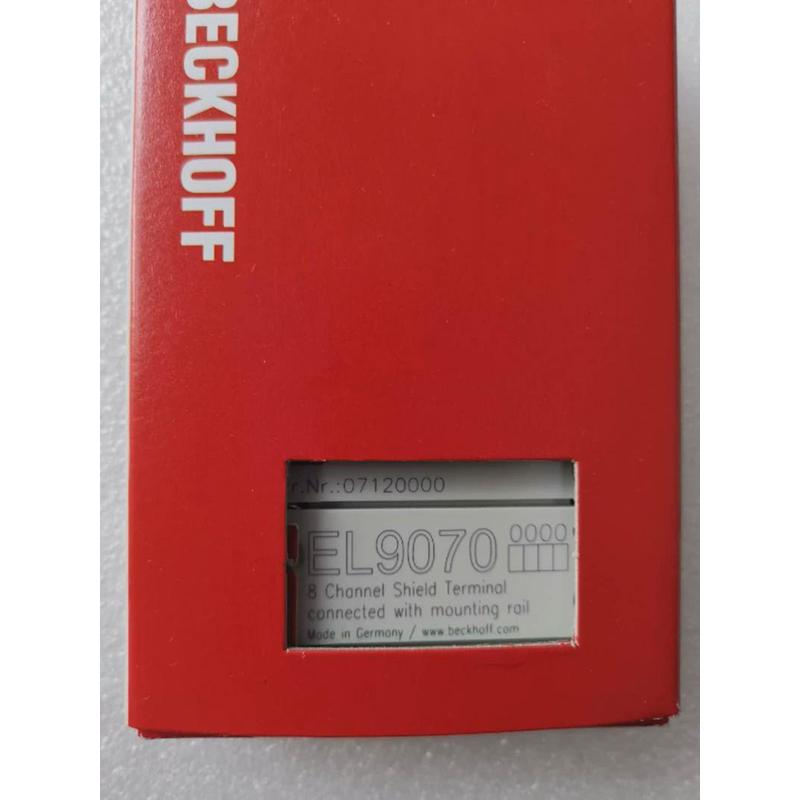 BECKHOFF
r.Nr.:07120000
EL9070 0000
8 Channel Shield Terminal
connected with mounting rail
Made in Germany / www.beckhoff.com